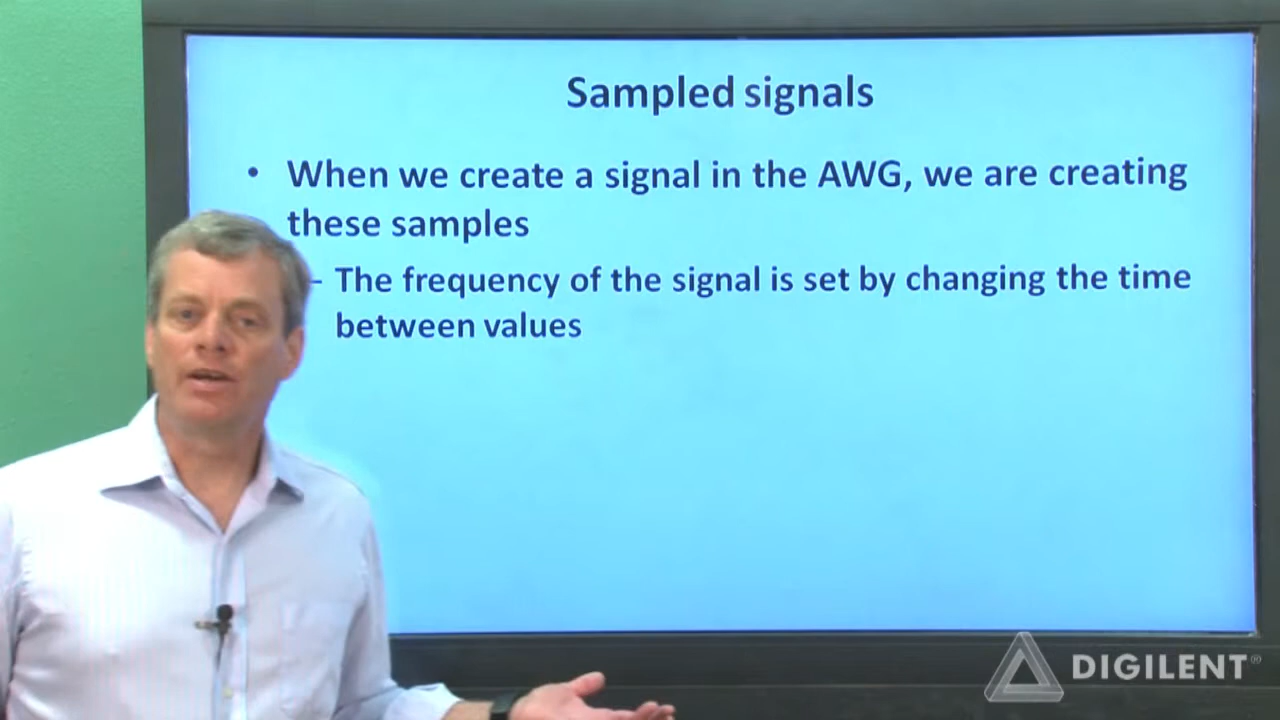 Sampled signals
• When we create a signal in the AWG, we are creating
these samples
– The frequency of the signal is set by changing the time
between values
DIGILENT®